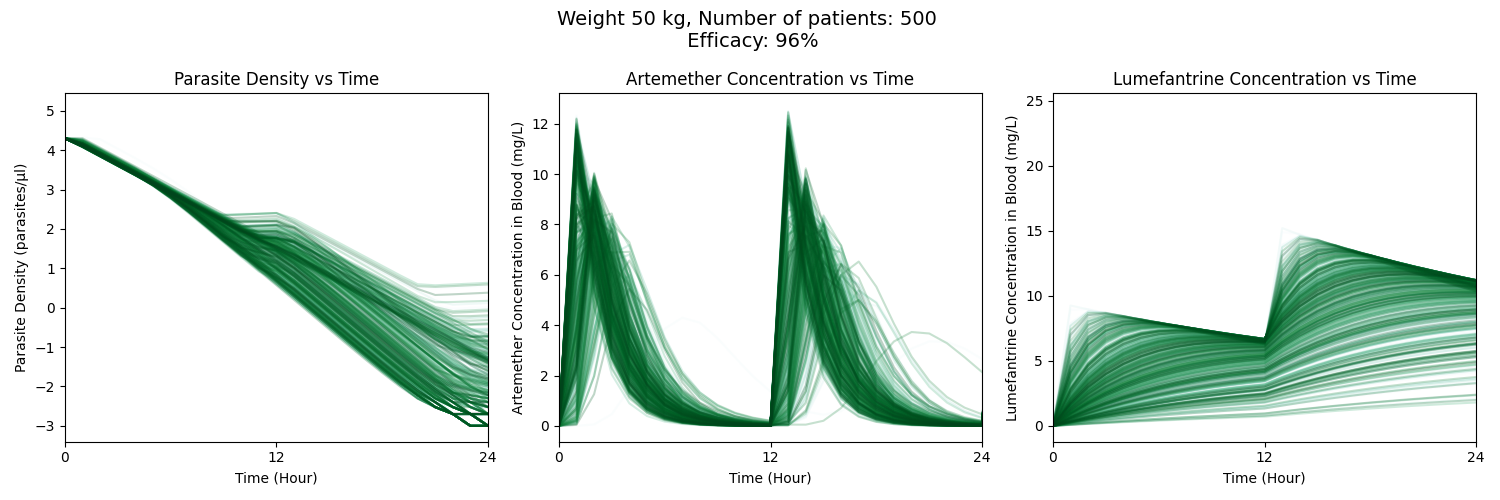 Weight 50 kg, Number of patients: 500
Efficacy: 96%
Parasite Density vs Time
Parasite Density (parasites/µl)
5
4
3
2
1
0
−1
−2
−3
0
12
24
Time (Hour)
Artemether Concentration vs Time
Artemether Concentration in Blood (mg/L)
12
10
8
6
4
2
0
0
12
24
Time (Hour)
Lumefantrine Concentration vs Time
Lumefantrine Concentration in Blood (mg/L)
25
20
15
10
5
0
0
12
24
Time (Hour)